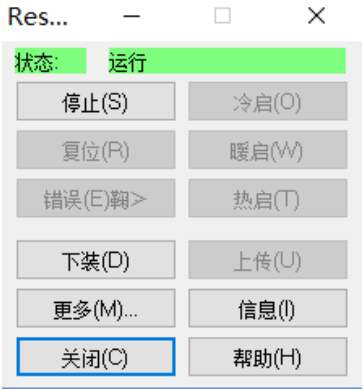 Res...
状态: 运行
停止(S) 冷启(O)
复位(R) 暖启(W)
错误(E)鞠> 热启(T)
下装(D) 上传(U)
更多(M)... 信息(I)
关闭(C) 帮助(H)